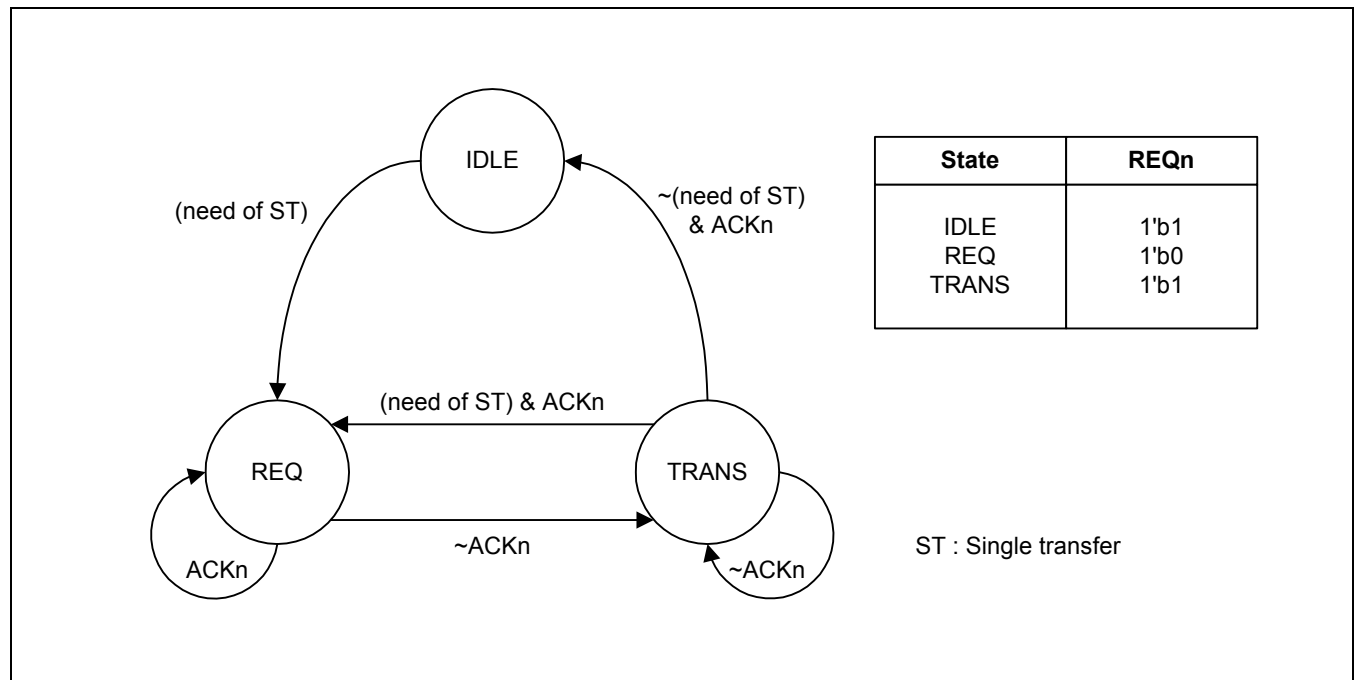 IDLE
(need of ST)
~(need of ST)
& ACKn
(need of ST) & ACKn
REQ
TRANS
~ACKn
ACKn
~ACKn
State REQn
IDLE 1'b1
REQ 1'b0
TRANS 1'b1
ST : Single transfer